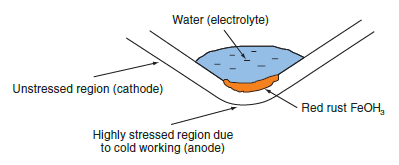 Water (electrolyte)
Unstressed region (cathode)
Red rust FeOH₃
Highly stressed region due
to cold working (anode)